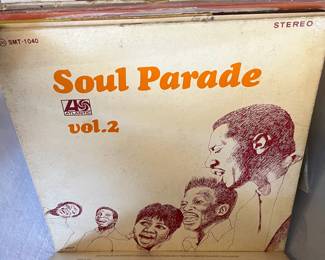 SMT-1040
STEREO
Soul Parade
ATLANTIC
vol.2